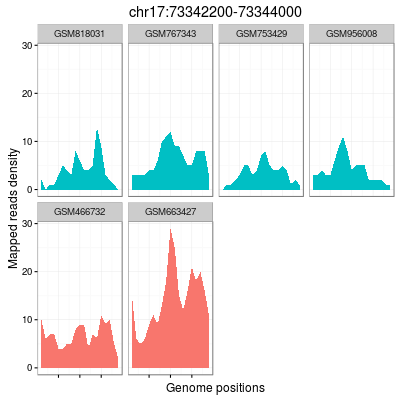 chr17:73342200-73344000
GSM818031 GSM767343 GSM753429 GSM956008
30
20
10
0
Mapped reads density
GSM466732 GSM663427
30
20
10
0
Genome positions